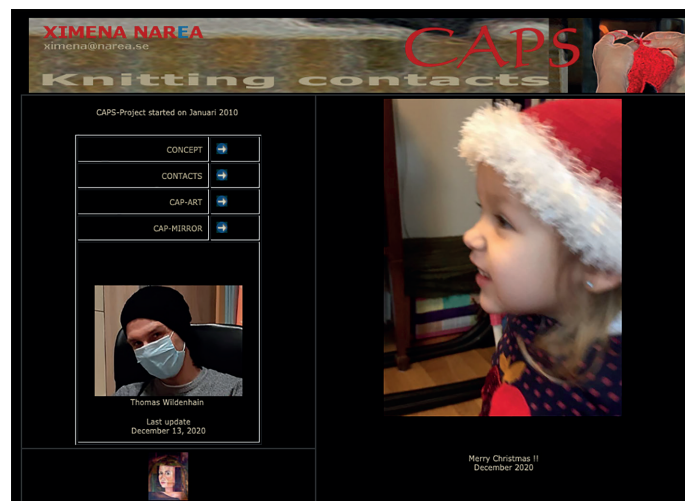 XIMENA NAREA
ximena@narea.se
CAPS
Knitting contacts
CAPS-Project started on Januari 2010
CONCEPT
CONTACTS
CAP-ART
CAP-MIRROR
Thomas Wildenhain
Last update
December 13, 2020
Merry Christmas !!
December 2020